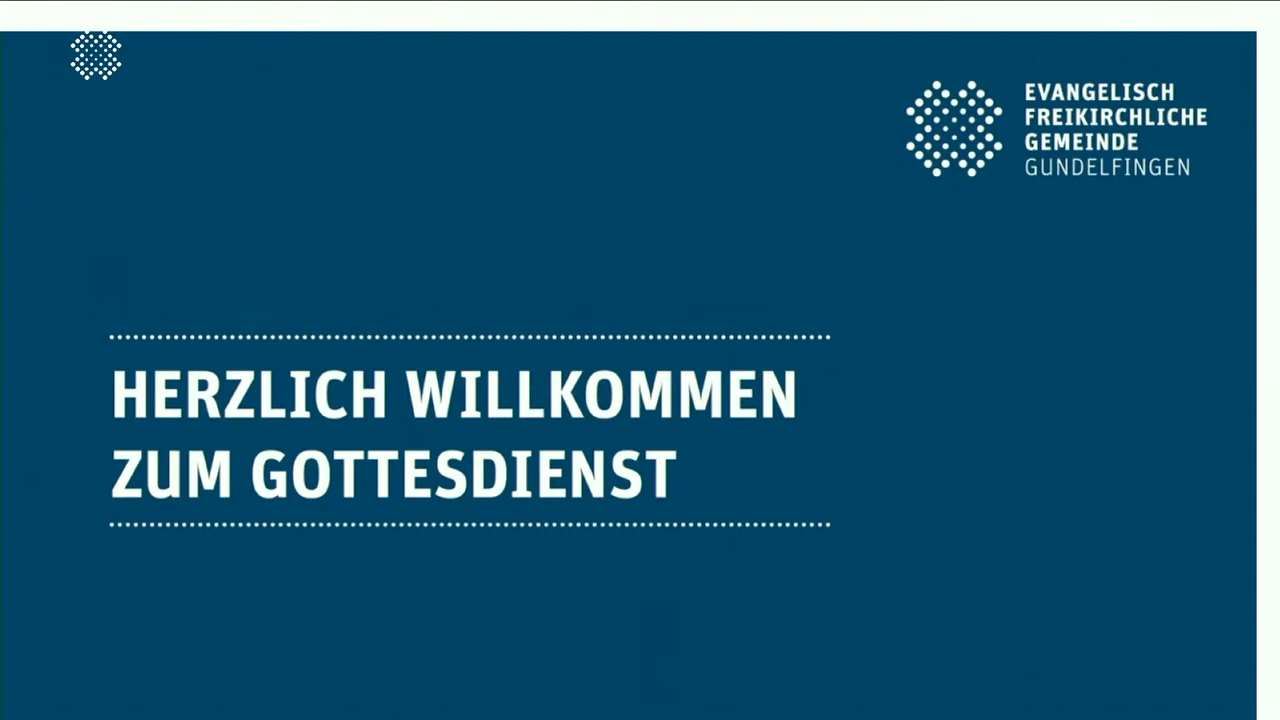 EVANGELISCH
FREIKIRCHLICHE
GEMEINDE
GUNDELFINGEN
HERZLICH WILLKOMMEN
ZUM GOTTESDIENST